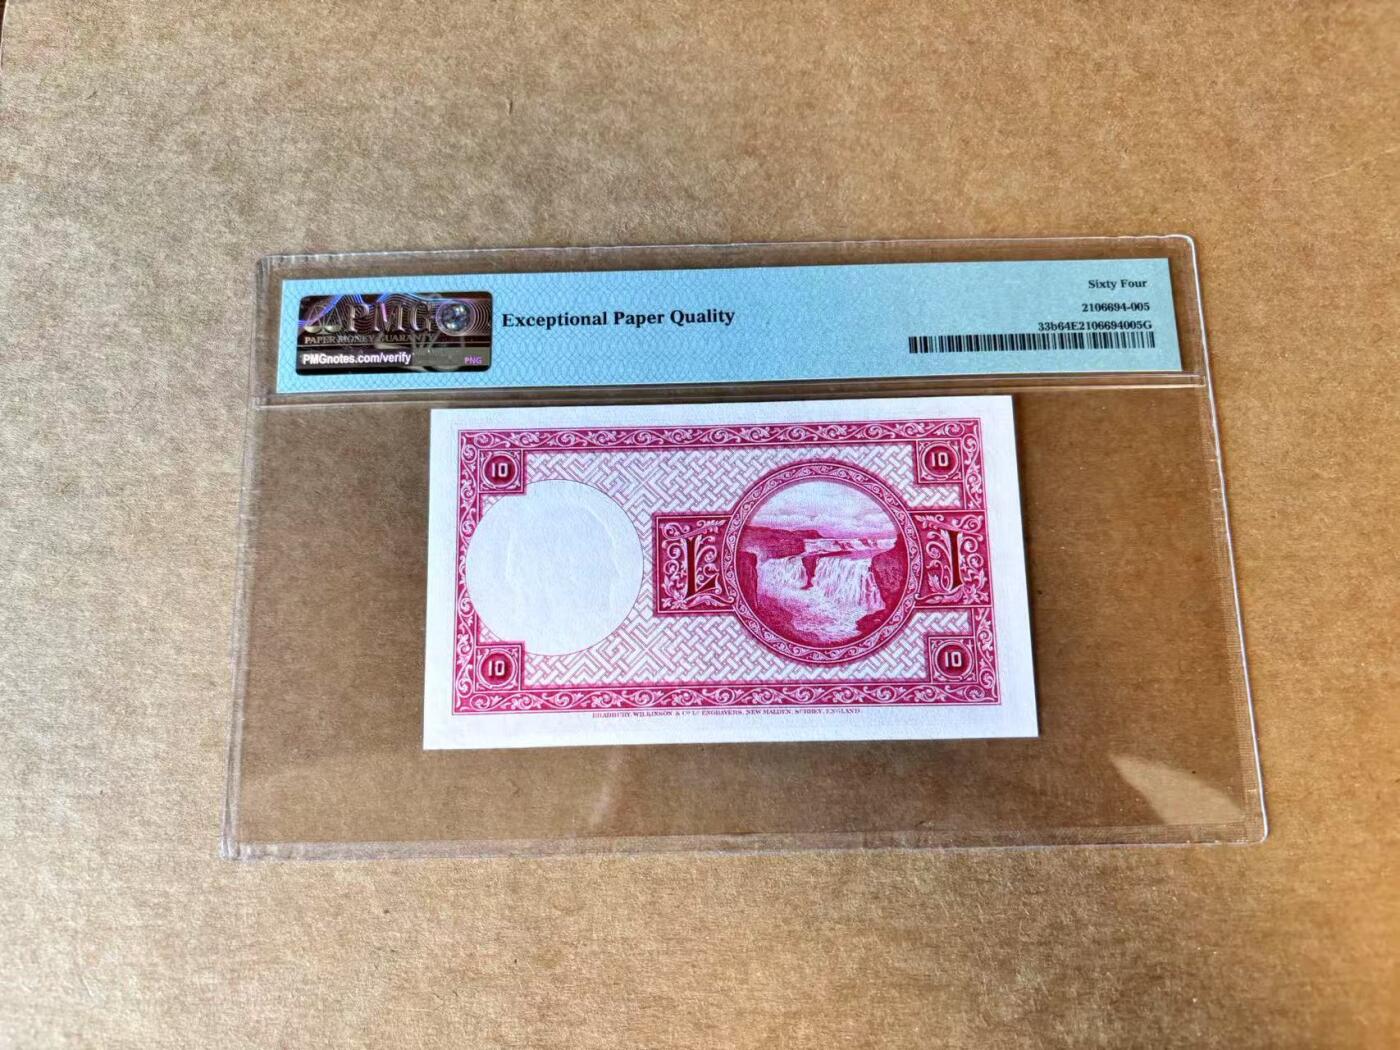 PMG
PAPER MONEY GUARANTY
PMGnotes.com/verify
PNG
Exceptional Paper Quality
Sixty Four
2106694-005
33b64E2106694005G
10
10
10
10
BRADBURY, WILKINSON & Co. Ld. ENGRAVERS, NEW MALDEN, SURREY, ENGLAND.